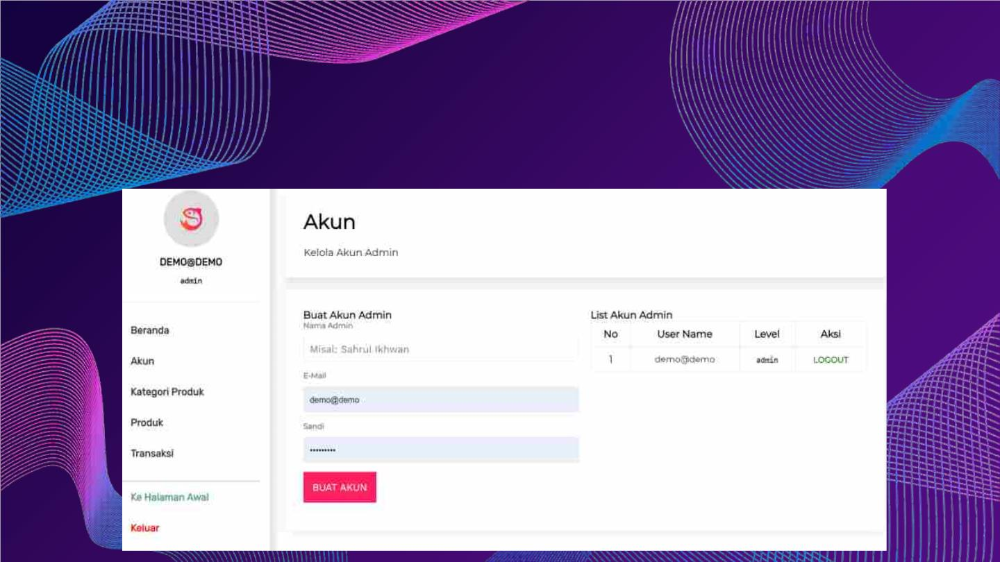 DEMO@DEMO
admin
Beranda
Akun
Kategori Produk
Produk
Transaksi
Ke Halaman Awal
Keluar
Akun
Kelola Akun Admin
Buat Akun Admin
Nama Admin
Misal: Sahrul Ikhwan
E-Mail
demo@demo
Sandi
•••••••••
BUAT AKUN
List Akun Admin
No User Name Level Aksi
1 demo@demo admin LOGOUT